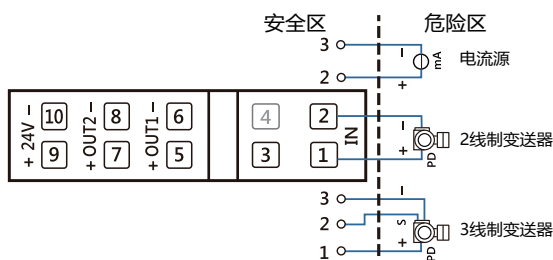 安全区 危险区
3
2
mA
- +
电流源
- 24V +
10
9
- OUT2 +
8
7
- OUT1 +
6
5
4
3
2
1
IN
- +
PD
2线制变送器
3
2
1
- S +
PD
3线制变送器